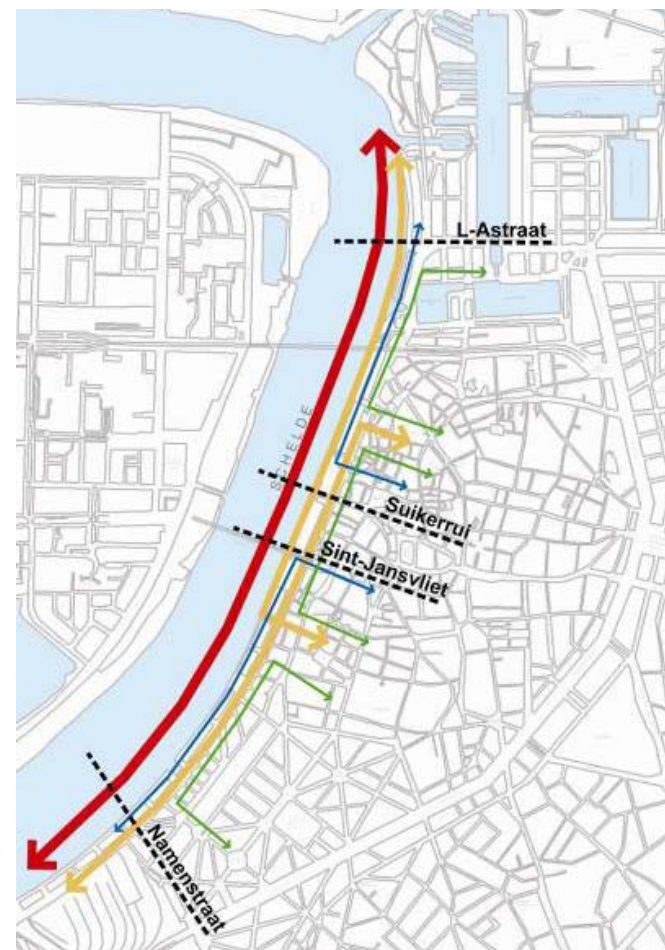 L-Astraat
SCHELDE
Suikerrui
Sint-Jansvliet
Namenstraat